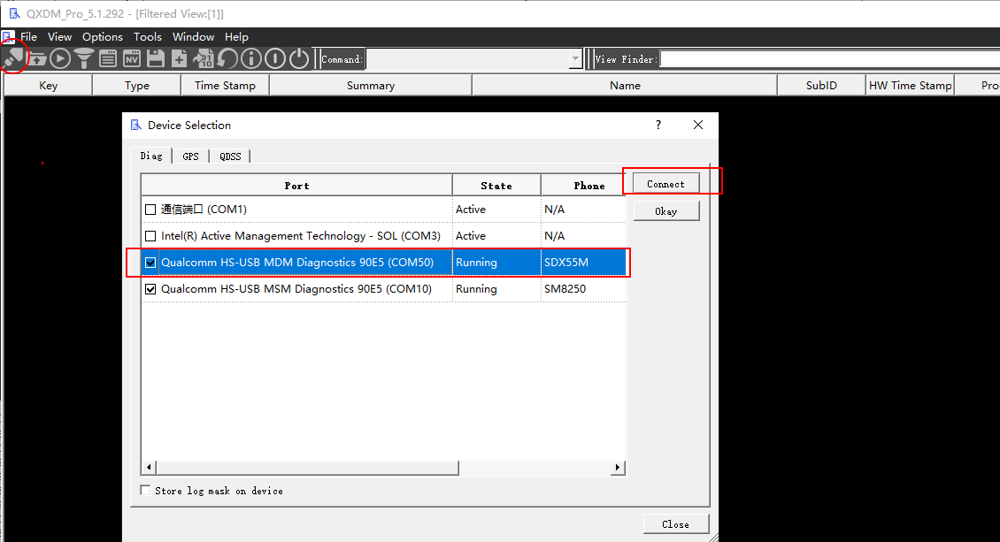 QXDM_Pro_5.1.292 - [Filtered View:[1]]
File View Options Tools Window Help
NV 10 Command: View Finder:
Key Type Time Stamp Summary Name SubID HW Time Stamp Pro
Device Selection ?
Diag GPS QDSS
Port State Phone Connect
通信端口 (COM1) Active N/A Okay
Intel(R) Active Management Technology - SOL (COM3) Active N/A
Qualcomm HS-USB MDM Diagnostics 90E5 (COM50) Running SDX55M
Qualcomm HS-USB MSM Diagnostics 90E5 (COM10) Running SM8250
Store log mask on device
Close